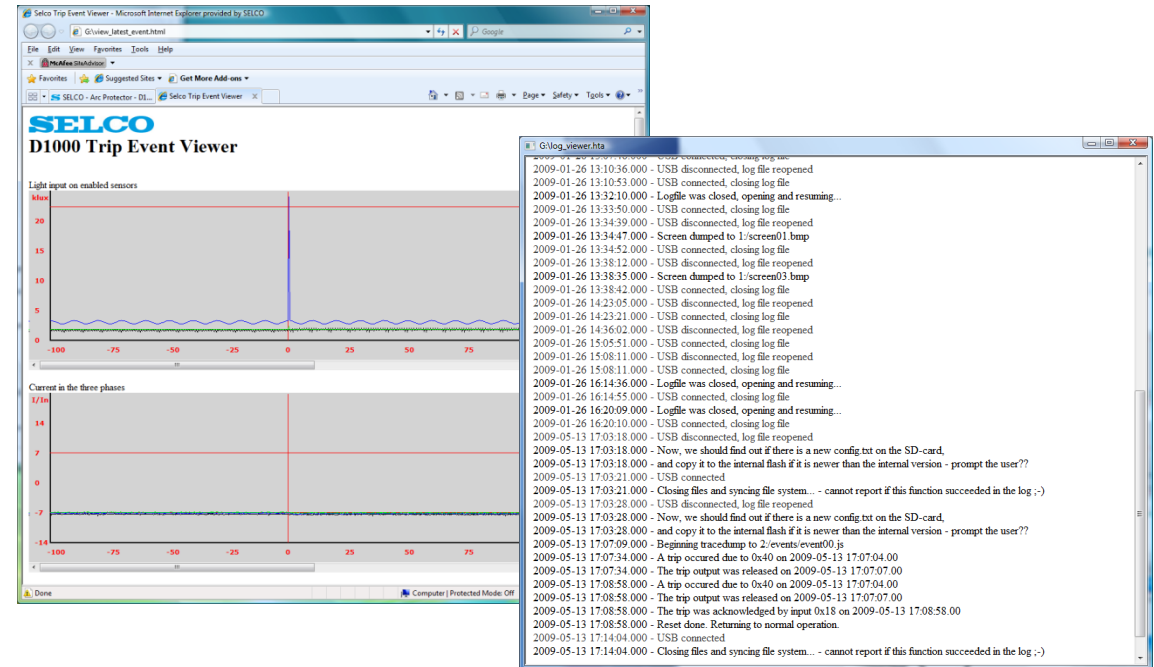 Selco Trip Event Viewer - Microsoft Internet Explorer provided by SELCO
G:\view_latest_event.html
Google
File Edit View Favorites Tools Help
X McAfee SiteAdvisor
Favorites Suggested Sites Get More Add-ons
SELCO - Arc Protector - D1... Selco Trip Event Viewer X
Page Safety Tools
SELCO
D1000 Trip Event Viewer
Light input on enabled sensors
klux
20
15
10
5
0
-100 -75 -50 -25 0 25 50 75
Current in the three phases
I/In
14
7
0
-7
-14
-100 -75 -50 -25 0 25 50 75
Done Computer | Protected Mode: Off
G:\log_viewer.hta
USB connected, closing log file
2009-01-26 13:10:36.000 - USB disconnected, log file reopened
2009-01-26 13:10:53.000 - USB connected, closing log file
2009-01-26 13:32:10.000 - Logfile was closed, opening and resuming...
2009-01-26 13:33:50.000 - USB connected, closing log file
2009-01-26 13:34:39.000 - USB disconnected, log file reopened
2009-01-26 13:34:47.000 - Screen dumped to 1:/screen01.bmp
2009-01-26 13:34:52.000 - USB connected, closing log file
2009-01-26 13:38:12.000 - USB disconnected, log file reopened
2009-01-26 13:38:35.000 - Screen dumped to 1:/screen03.bmp
2009-01-26 13:38:42.000 - USB connected, closing log file
2009-01-26 14:23:05.000 - USB disconnected, log file reopened
2009-01-26 14:23:21.000 - USB connected, closing log file
2009-01-26 14:36:02.000 - USB disconnected, log file reopened
2009-01-26 15:05:51.000 - USB connected, closing log file
2009-01-26 15:08:11.000 - USB disconnected, log file reopened
2009-01-26 15:08:11.000 - USB connected, closing log file
2009-01-26 16:14:36.000 - Logfile was closed, opening and resuming...
2009-01-26 16:14:55.000 - USB connected, closing log file
2009-01-26 16:20:09.000 - Logfile was closed, opening and resuming...
2009-01-26 16:20:10.000 - USB connected, closing log file
2009-05-13 17:03:18.000 - USB disconnected, log file reopened
2009-05-13 17:03:18.000 - Now, we should find out if there is a new config.txt on the SD-card,
2009-05-13 17:03:18.000 - and copy it to the internal flash if it is newer than the internal version - prompt the user??
2009-05-13 17:03:21.000 - USB connected
2009-05-13 17:03:21.000 - Closing files and syncing file system... - cannot report if this function succeeded in the log ;-)
2009-05-13 17:03:28.000 - USB disconnected, log file reopened
2009-05-13 17:03:28.000 - Now, we should find out if there is a new config.txt on the SD-card,
2009-05-13 17:03:28.000 - and copy it to the internal flash if it is newer than the internal version - prompt the user??
2009-05-13 17:07:09.000 - Beginning tracedump to 2:/events/event00.js
2009-05-13 17:07:34.000 - A trip occured due to 0x40 on 2009-05-13 17:07:04.00
2009-05-13 17:07:34.000 - The trip output was released on 2009-05-13 17:07:07.00
2009-05-13 17:08:58.000 - A trip occured due to 0x40 on 2009-05-13 17:07:04.00
2009-05-13 17:08:58.000 - The trip output was released on 2009-05-13 17:07:07.00
2009-05-13 17:08:58.000 - The trip was acknowledged by input 0x18 on 2009-05-13 17:08:58.00
2009-05-13 17:08:58.000 - Reset done. Returning to normal operation.
2009-05-13 17:14:04.000 - USB connected
2009-05-13 17:14:04.000 - Closing files and syncing file system... - cannot report if this function succeeded in the log ;-)